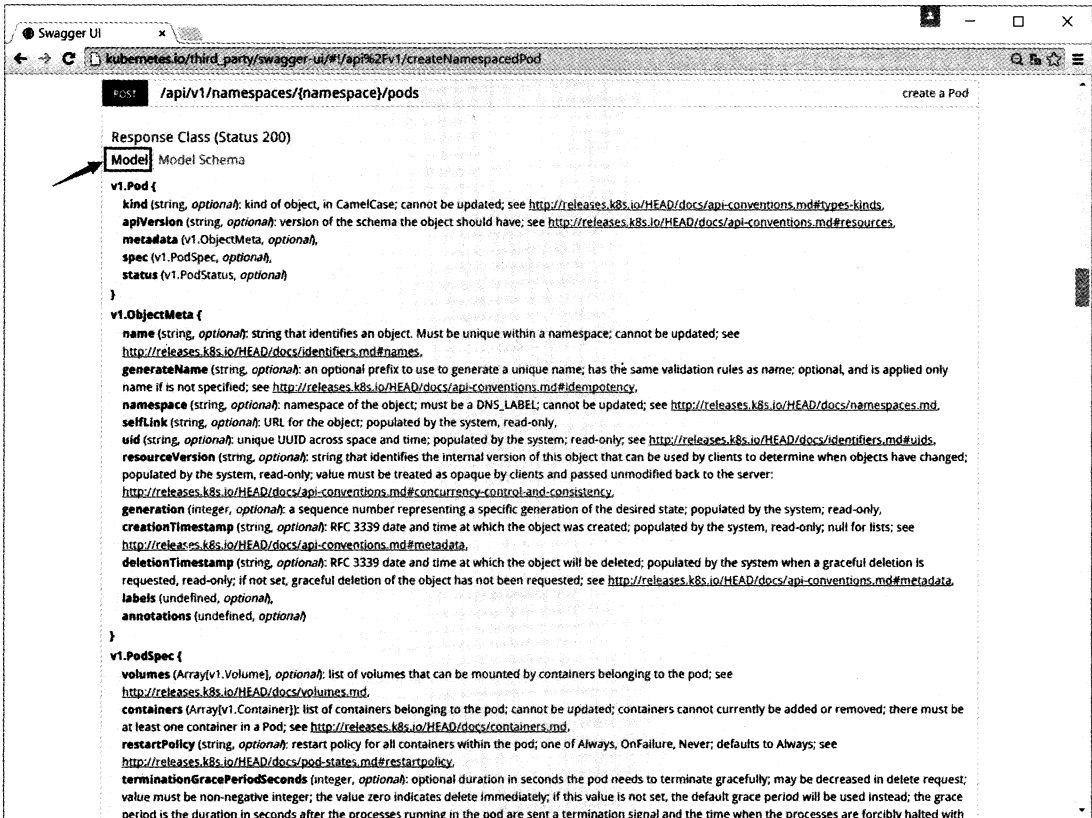 Swagger UI
kubernetes.io/third_party/swagger-ui/#!/api%2Fv1/createNamespacedPod
POST /api/v1/namespaces/{namespace}/pods create a Pod
Response Class (Status 200)
Model Model Schema
v1.Pod {
kind (string, optional): kind of object, in CamelCase; cannot be updated; see http://releases.k8s.io/HEAD/docs/api-conventions.md#types-kinds,
apiVersion (string, optional): version of the schema the object should have; see http://releases.k8s.io/HEAD/docs/api-conventions.md#resources,
metadata (v1.ObjectMeta, optional),
spec (v1.PodSpec, optional),
status (v1.PodStatus, optional)
}
v1.ObjectMeta {
name (string, optional): string that identifies an object. Must be unique within a namespace; cannot be updated; see
http://releases.k8s.io/HEAD/docs/identifiers.md#names,
generateName (string, optional): an optional prefix to use to generate a unique name; has the same validation rules as name; optional, and is applied only
name if is not specified; see http://releases.k8s.io/HEAD/docs/api-conventions.md#idempotency,
namespace (string, optional): namespace of the object; must be a DNS_LABEL; cannot be updated; see http://releases.k8s.io/HEAD/docs/namespaces.md,
selfLink (string, optional): URL for the object; populated by the system, read-only,
uid (string, optional): unique UUID across space and time; populated by the system; read-only; see http://releases.k8s.io/HEAD/docs/identifiers.md#uids,
resourceVersion (string, optional): string that identifies the internal version of this object that can be used by clients to determine when objects have changed;
populated by the system, read-only; value must be treated as opaque by clients and passed unmodified back to the server:
http://releases.k8s.io/HEAD/docs/api-conventions.md#concurrency-control-and-consistency,
generation (integer, optional): a sequence number representing a specific generation of the desired state; populated by the system; read-only,
creationTimestamp (string, optional): RFC 3339 date and time at which the object was created; populated by the system, read-only; null for lists; see
http://releases.k8s.io/HEAD/docs/api-conventions.md#metadata,
deletionTimestamp (string, optional): RFC 3339 date and time at which the object will be deleted; populated by the system when a graceful deletion is
requested, read-only; if not set, graceful deletion of the object has not been requested; see http://releases.k8s.io/HEAD/docs/api-conventions.md#metadata,
labels (undefined, optional),
annotations (undefined, optional)
}
v1.PodSpec {
volumes (Array[v1.Volume], optional): list of volumes that can be mounted by containers belonging to the pod; see
http://releases.k8s.io/HEAD/docs/volumes.md,
containers (Array[v1.Container]): list of containers belonging to the pod; cannot be updated; containers cannot currently be added or removed; there must be
at least one container in a Pod; see http://releases.k8s.io/HEAD/docs/containers.md,
restartPolicy (string, optional): restart policy for all containers within the pod; one of Always, OnFailure, Never; defaults to Always; see
http://releases.k8s.io/HEAD/docs/pod-states.md#restartpolicy,
terminationGracePeriodSeconds (integer, optional): optional duration in seconds the pod needs to terminate gracefully; may be decreased in delete request;
value must be non-negative integer; the value zero indicates delete immediately; if this value is not set, the default grace period will be used instead; the grace
period is the duration in seconds after the processes running in the pod are sent a termination signal and the time when the processes are forcibly halted with